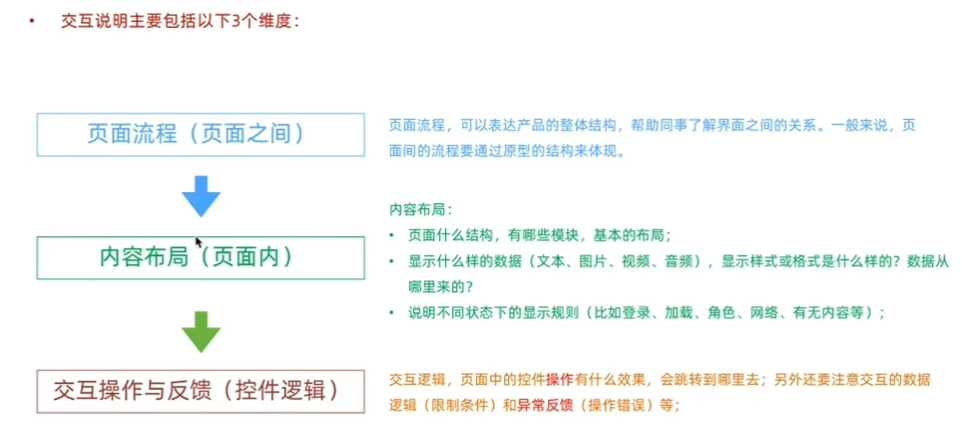 • 交互说明主要包括以下3个维度：
页面流程（页面之间）
页面流程，可以表达产品的整体结构，帮助同事了解界面之间的关系。一般来说，页
面间的流程要通过原型的结构来体现。
内容布局（页面内）
内容布局：
• 页面什么结构，有哪些模块，基本的布局；
• 显示什么样的数据（文本、图片、视频、音频），显示样式或格式是什么样的？数据从
哪里来的？
• 说明不同状态下的显示规则（比如登录、加载、角色、网络、有无内容等）；
交互操作与反馈（控件逻辑）
交互逻辑，页面中的控件操作有什么效果，会跳转到哪里去；另外还要注意交互的数据
逻辑（限制条件）和异常反馈（操作错误）等；